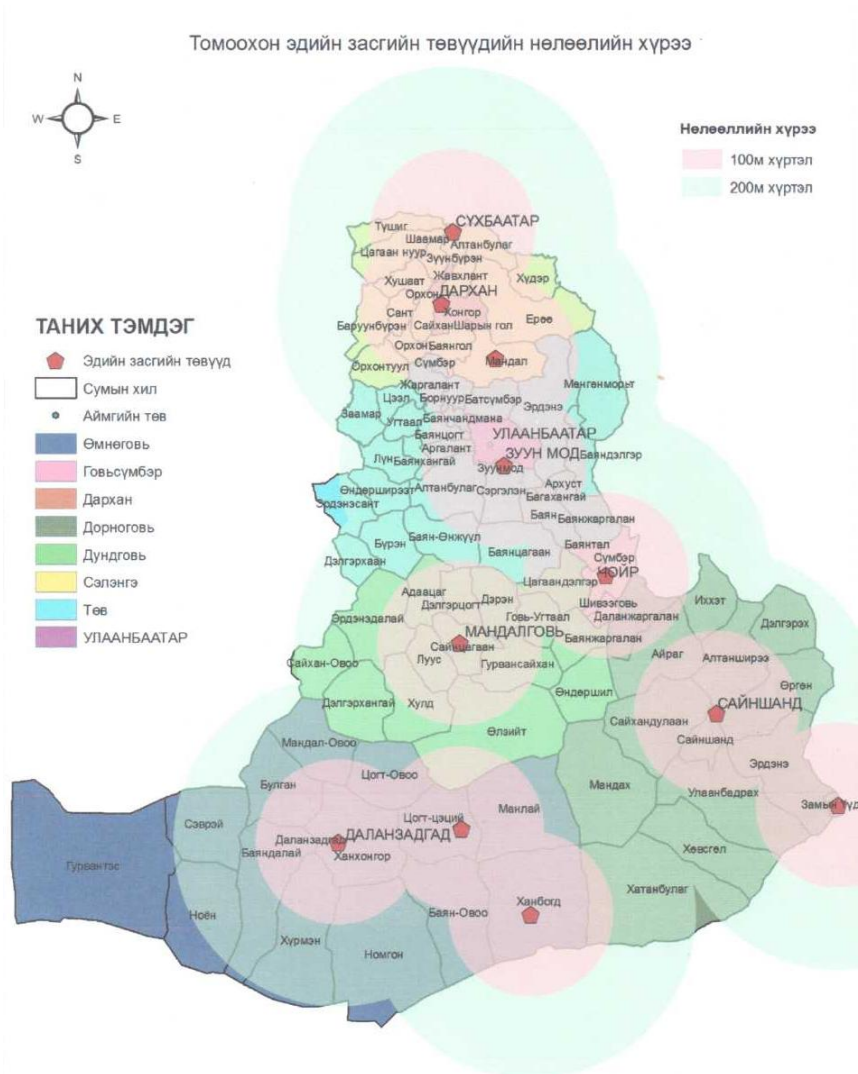 Томоохон эдийн засгийн төвүүдийн нөлөөлийн хүрээ
N
W
E
S
Нөлөөллийн хүрээ
100м хүртэл
200м хүртэл
ТАНИХ ТЭМДЭГ
Эдийн засгийн төвүүд
Сумын хил
Аймгийн төв
Өмнөговь
Говьсүмбэр
Дархан
Дорноговь
Дундговь
Сэлэнгэ
Төв
УЛААНБААТАР
СҮХБААТАР
Түшиг
Шаамар
Алтанбулаг
Цагаан нуур
Зүүнбүрэн
Жавхлант
Хүдэр
Хушаат
Орхон
ДАРХАН
Сант
Хонгор
Баруунбүрэн
Сайхан
Шарын гол
Ерөө
Орхон
Баянгол
Орхонтуул
Сүмбэр
Мандал
Жаргалант
Мөнгөнморьт
Цээл
Борнуур
Батсүмбэр
Заамар
Эрдэнэ
Угтаал
Баянчандмана
Баянцогт
УЛААНБААТАР
Аргалант
ЗУУН МОД
Баяндэлгэр
Лүн
Баянхангай
Зуунмод
Өндөрширээт
Алтанбулаг
Сэргэлэн
Архуст
Эрдэнэсант
Багахангай
Баян
Баянжаргалан
Бүрэн
Баян-Өнжүүл
Баянцагаан
Баянтал
Дэлгэрхаан
Сүмбэр
ЧОЙР
Цагаандэлгэр
Адаацаг
Дэрэн
Дэлгэрцогт
Шивээговь
Иххэт
Эрдэнэдалай
Говь-Угтаал
Даланжаргалан
Дэлгэрэх
МАНДАЛГОВЬ
Баянжаргалан
Сайнцагаан
Айраг
Алтанширээ
Сайхан-Овоо
Луус
Гурвансайхан
Өргөн
Өндөршил
Дэлгэрхангай
Хулд
САЙНШАНД
Сайхандулаан
Өлзийт
Сайншанд
Мандал-Овоо
Эрдэнэ
Цогт-Овоо
Булган
Мандах
Улаанбадрах
Сэврэй
Манлай
Замын Үүд
Цогт-цэций
Даланзадгад
ДАЛАНЗАДГАД
Баяндалай
Ханхонгор
Хөвсгөл
Гурвантэс
Хатанбулаг
Ханбогд
Ноён
Баян-Овоо
Хүрмэн
Номгон